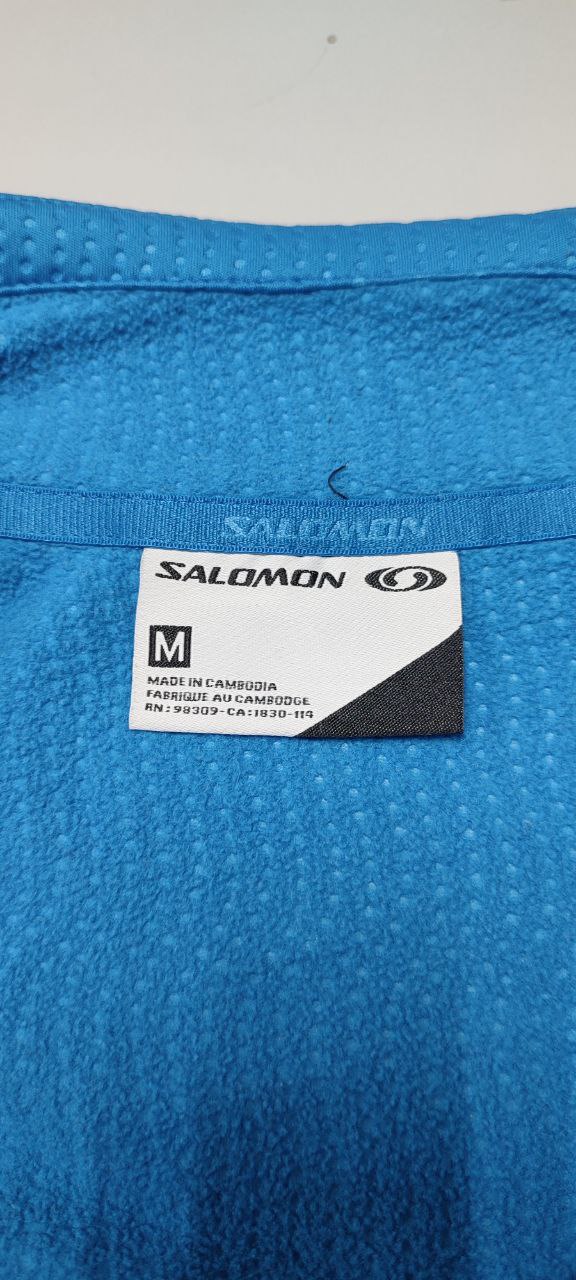 SALOMON
SALOMON
M
MADE IN CAMBODIA
FABRIQUE AU CAMBODGE
RN: 98309-CA:1830-114